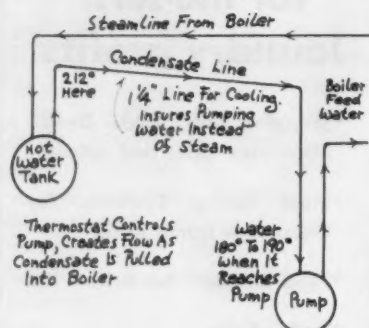 Steamline From Boiler
Condensate Line
212°
Here
1 1/4" Line For Cooling.
Insures Pumping
Water Instead
Of Steam
Boiler
Feed
Water
Hot
Water
Tank
Thermostat Controls
Pump, Creates Flow As
Condensate Is Pulled
Into Boiler
Water
180° To 190°
When It
Reaches
Pump
Pump